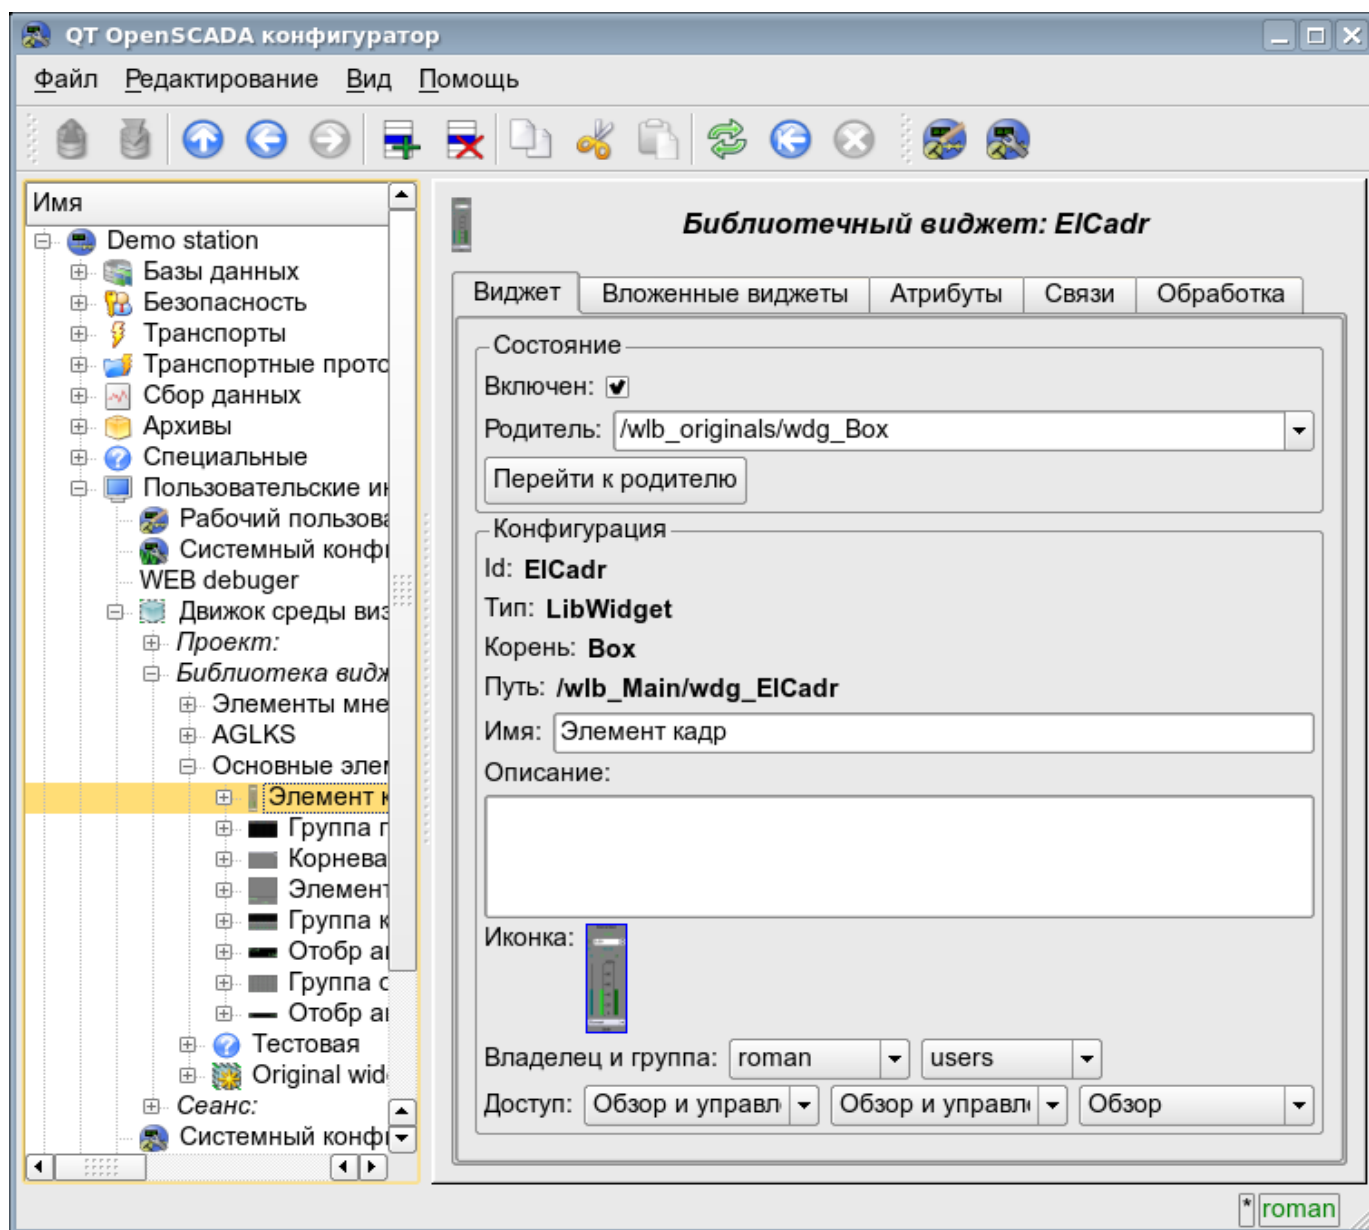 QT OpenSCADA конфигуратор
Файл Редактирование Вид Помощь
Имя
Demo station
Базы данных
Безопасность
Транспорты
Транспортные прото
Сбор данных
Архивы
Специальные
Пользовательские ин
Рабочий пользова
Системный конфи
WEB debuger
Движок среды виз
Проект:
Библиотека видж
Элементы мне
AGLKS
Основные элем
Элемент к
Группа г
Корнева
Элемент
Группа к
Отобр ан
Группа о
Отобр ан
Тестовая
Original wid
Сеанс:
Системный конфи
Библиотечный виджет: ElCadr
Виджет Вложенные виджеты Атрибуты Связи Обработка
Состояние
Включен:
Родитель: /wlb_originals/wdg_Box
Перейти к родителю
Конфигурация
Id: ElCadr
Тип: LibWidget
Корень: Box
Путь: /wlb_Main/wdg_ElCadr
Имя: Элемент кадр
Описание:
Иконка:
Владелец и группа: roman users
Доступ: Обзор и управл Обзор и управл Обзор
* roman